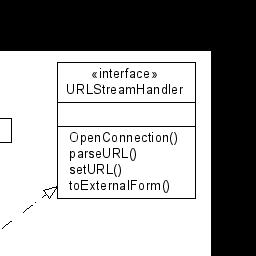 «interface»
URLStreamHandler
OpenConnection()
parseURL()
setURL()
toExternalForm()